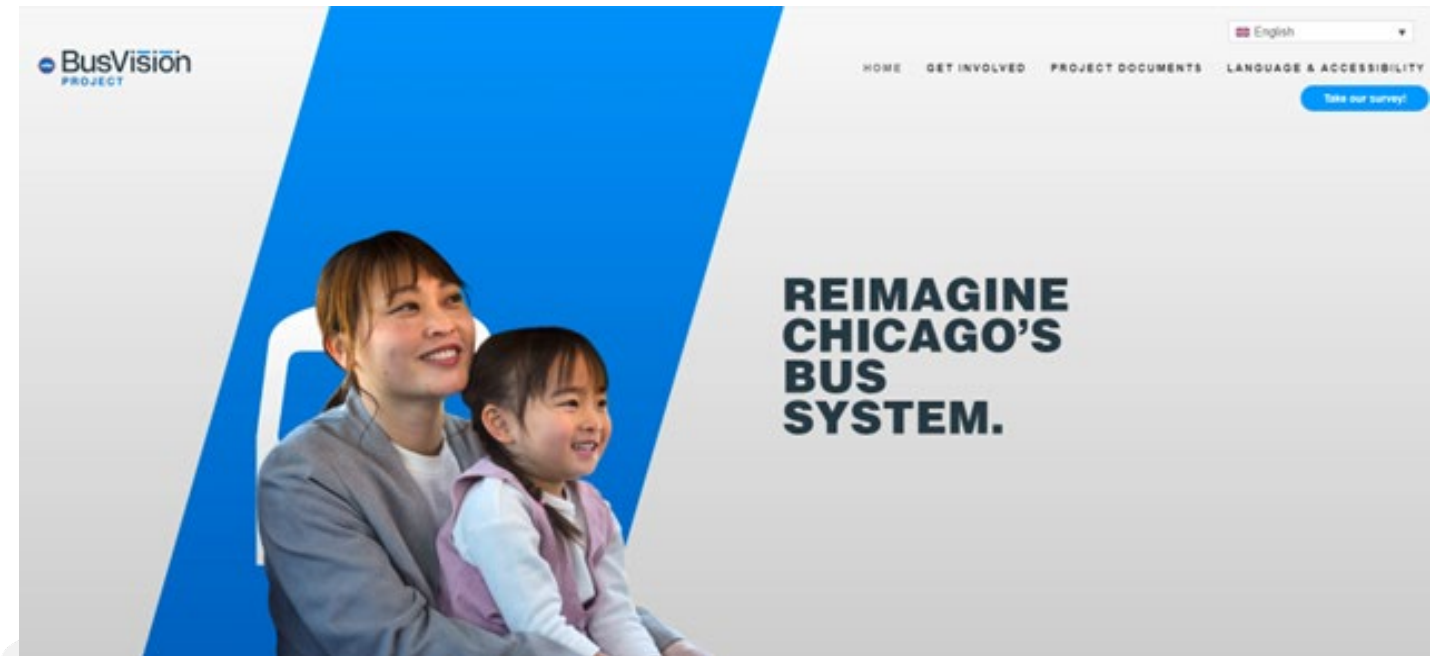 English
BusVision
PROJECT
HOME GET INVOLVED PROJECT DOCUMENTS LANGUAGE & ACCESSIBILITY
Take our survey!
REIMAGINE
CHICAGO'S
BUS
SYSTEM.